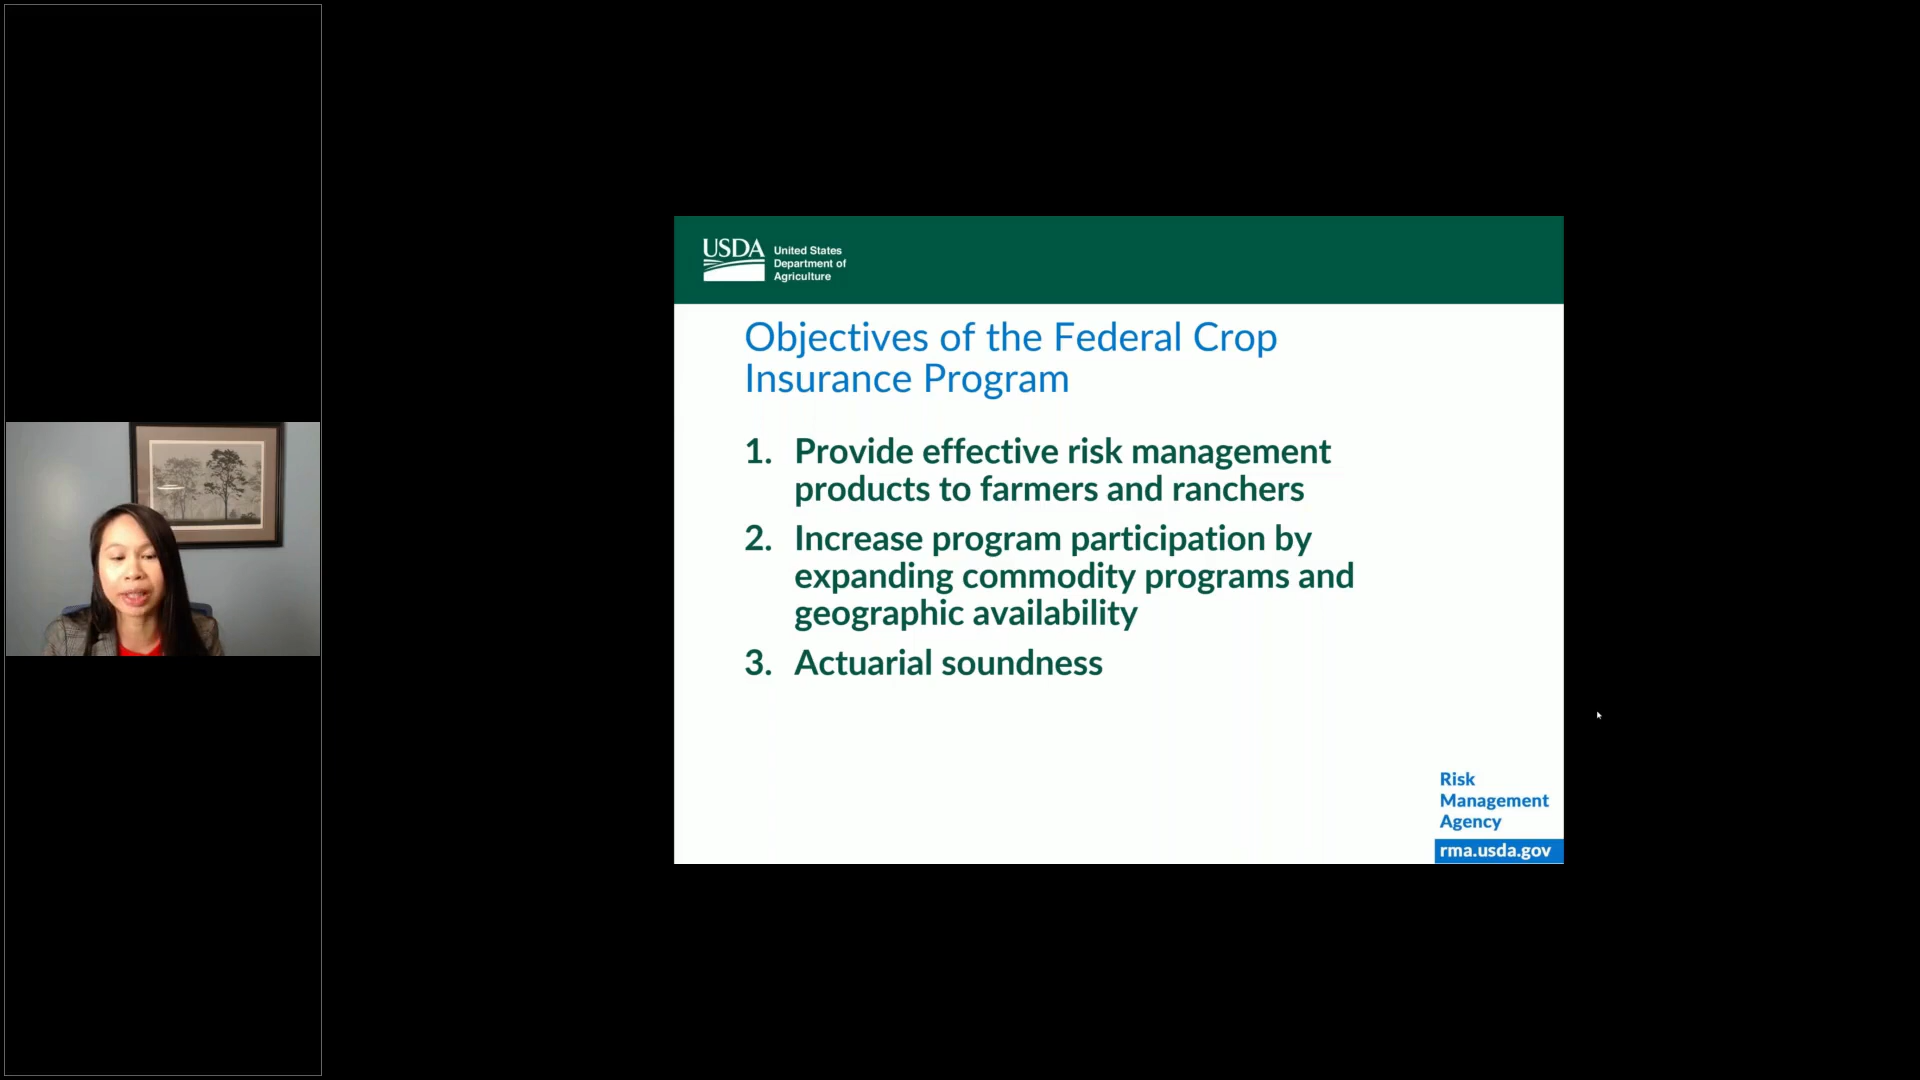 USDA
United States
Department of
Agriculture
Objectives of the Federal Crop
Insurance Program
1. Provide effective risk management
products to farmers and ranchers
2. Increase program participation by
expanding commodity programs and
geographic availability
3. Actuarial soundness
Risk
Management
Agency
rma.usda.gov